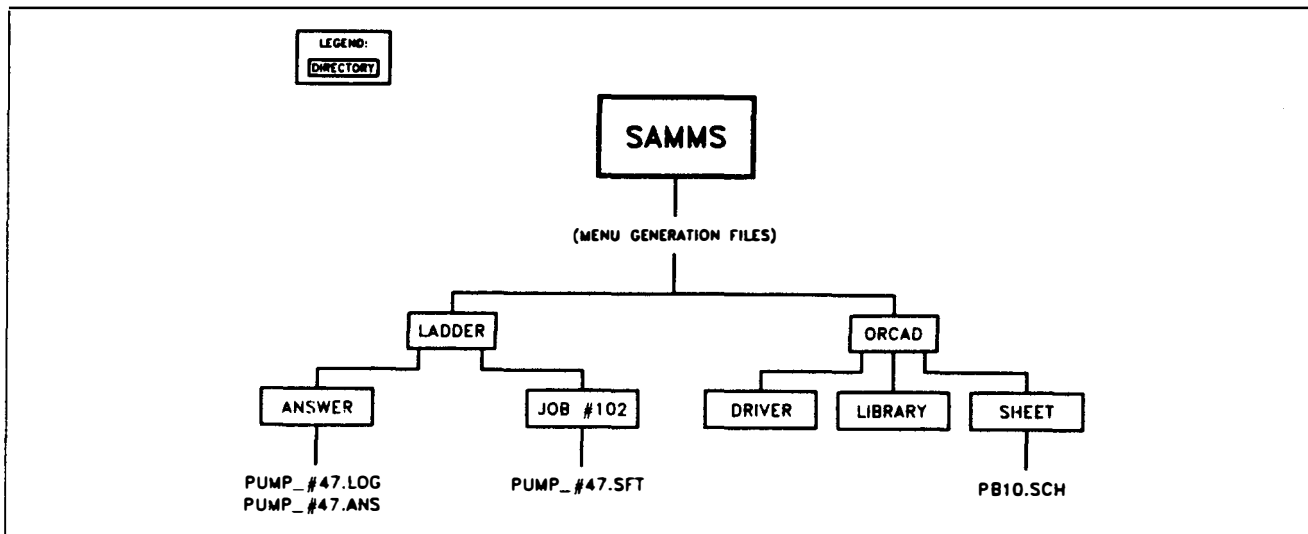 LEGEND:
DIRECTORY
SAMMS
(MENU GENERATION FILES)
LADDER
ORCAD
ANSWER
JOB #102
DRIVER
LIBRARY
SHEET
PUMP_#47.LOG
PUMP_#47.ANS
PUMP_#47.SFT
PB10.SCH